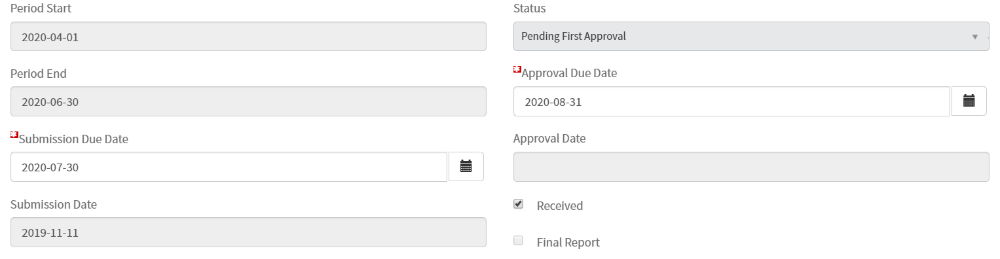 Period Start
2020-04-01
Period End
2020-06-30
Submission Due Date
2020-07-30
Submission Date
2019-11-11
Status
Pending First Approval
Approval Due Date
2020-08-31
Approval Date
Received
Final Report